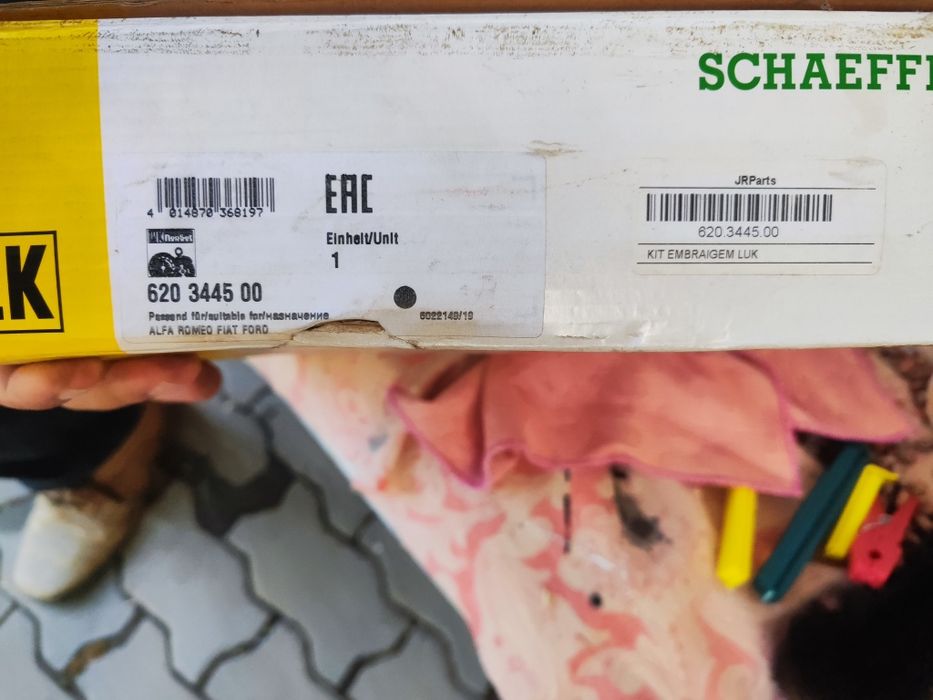 SCHAEFF
LK
4 014870 368197
EAC
Einheit/Unit
1
620 3445 00
6022149/19
Passend für/suitable for/назначение
ALFA ROMEO FIAT FORD
JRParts
620.3445.00
KIT EMBRAIGEM LUK